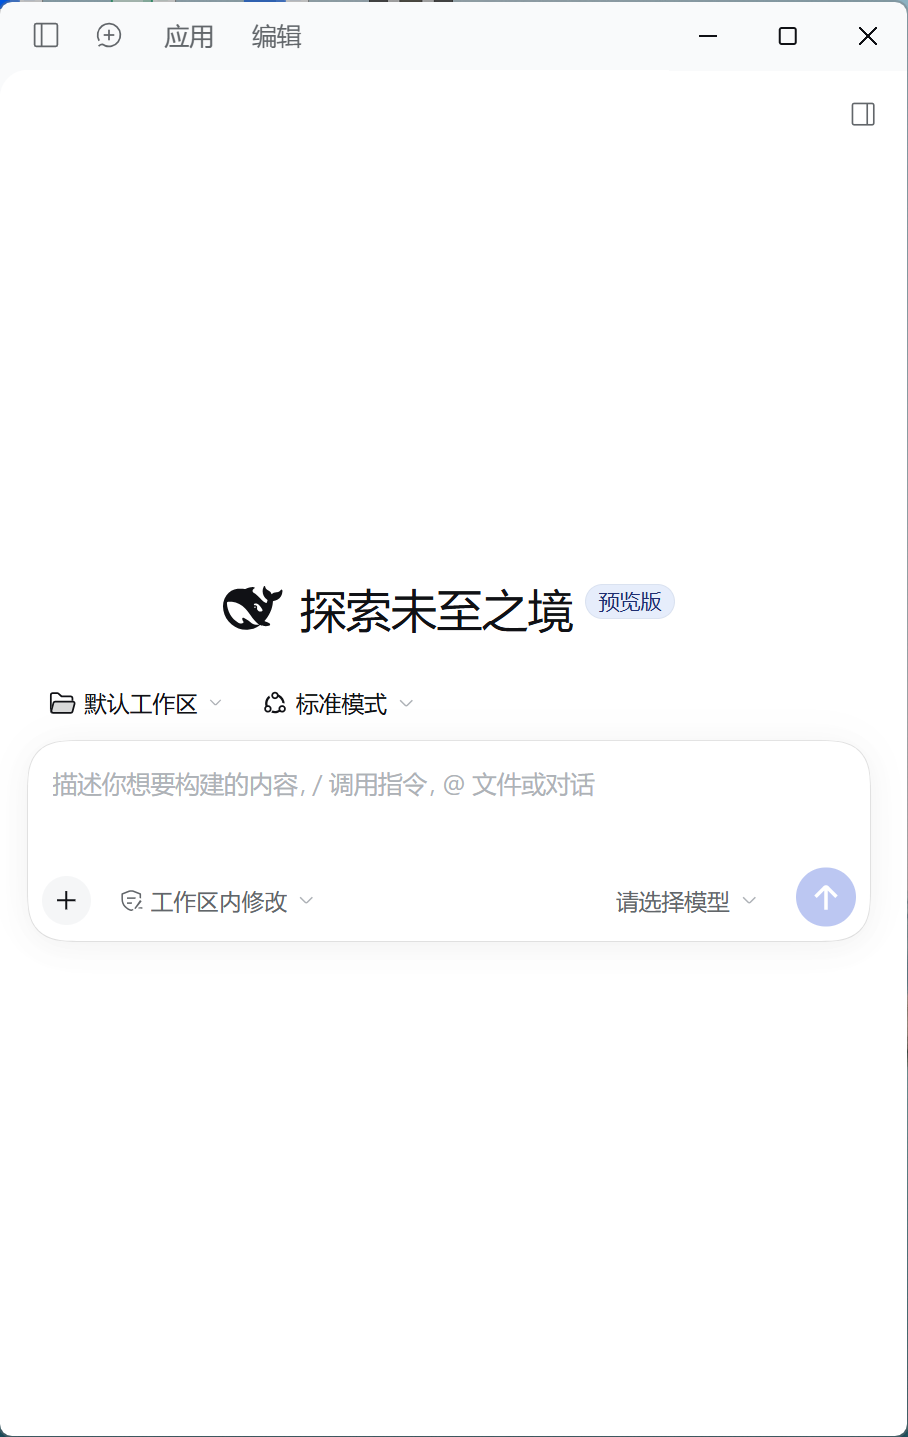 应用 编辑
探索未至之境 预览版
默认工作区 标准模式
描述你想要构建的内容, / 调用指令, @ 文件或对话
工作区内修改 请选择模型